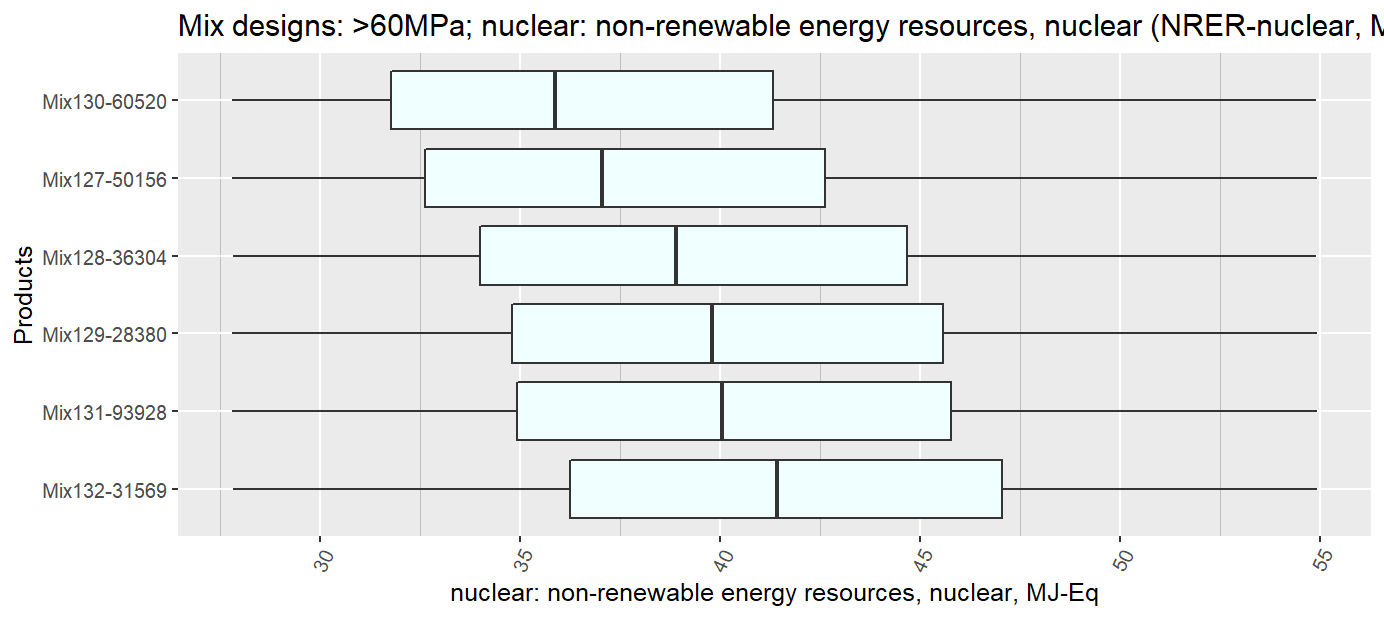 Mix designs: >60MPa; nuclear: non-renewable energy resources, nuclear (NRER-nuclear, M
Mix130-60520
Mix127-50156
Mix128-36304
Mix129-28380
Mix131-93928
Mix132-31569
Products
30
35
40
45
50
55
nuclear: non-renewable energy resources, nuclear, MJ-Eq